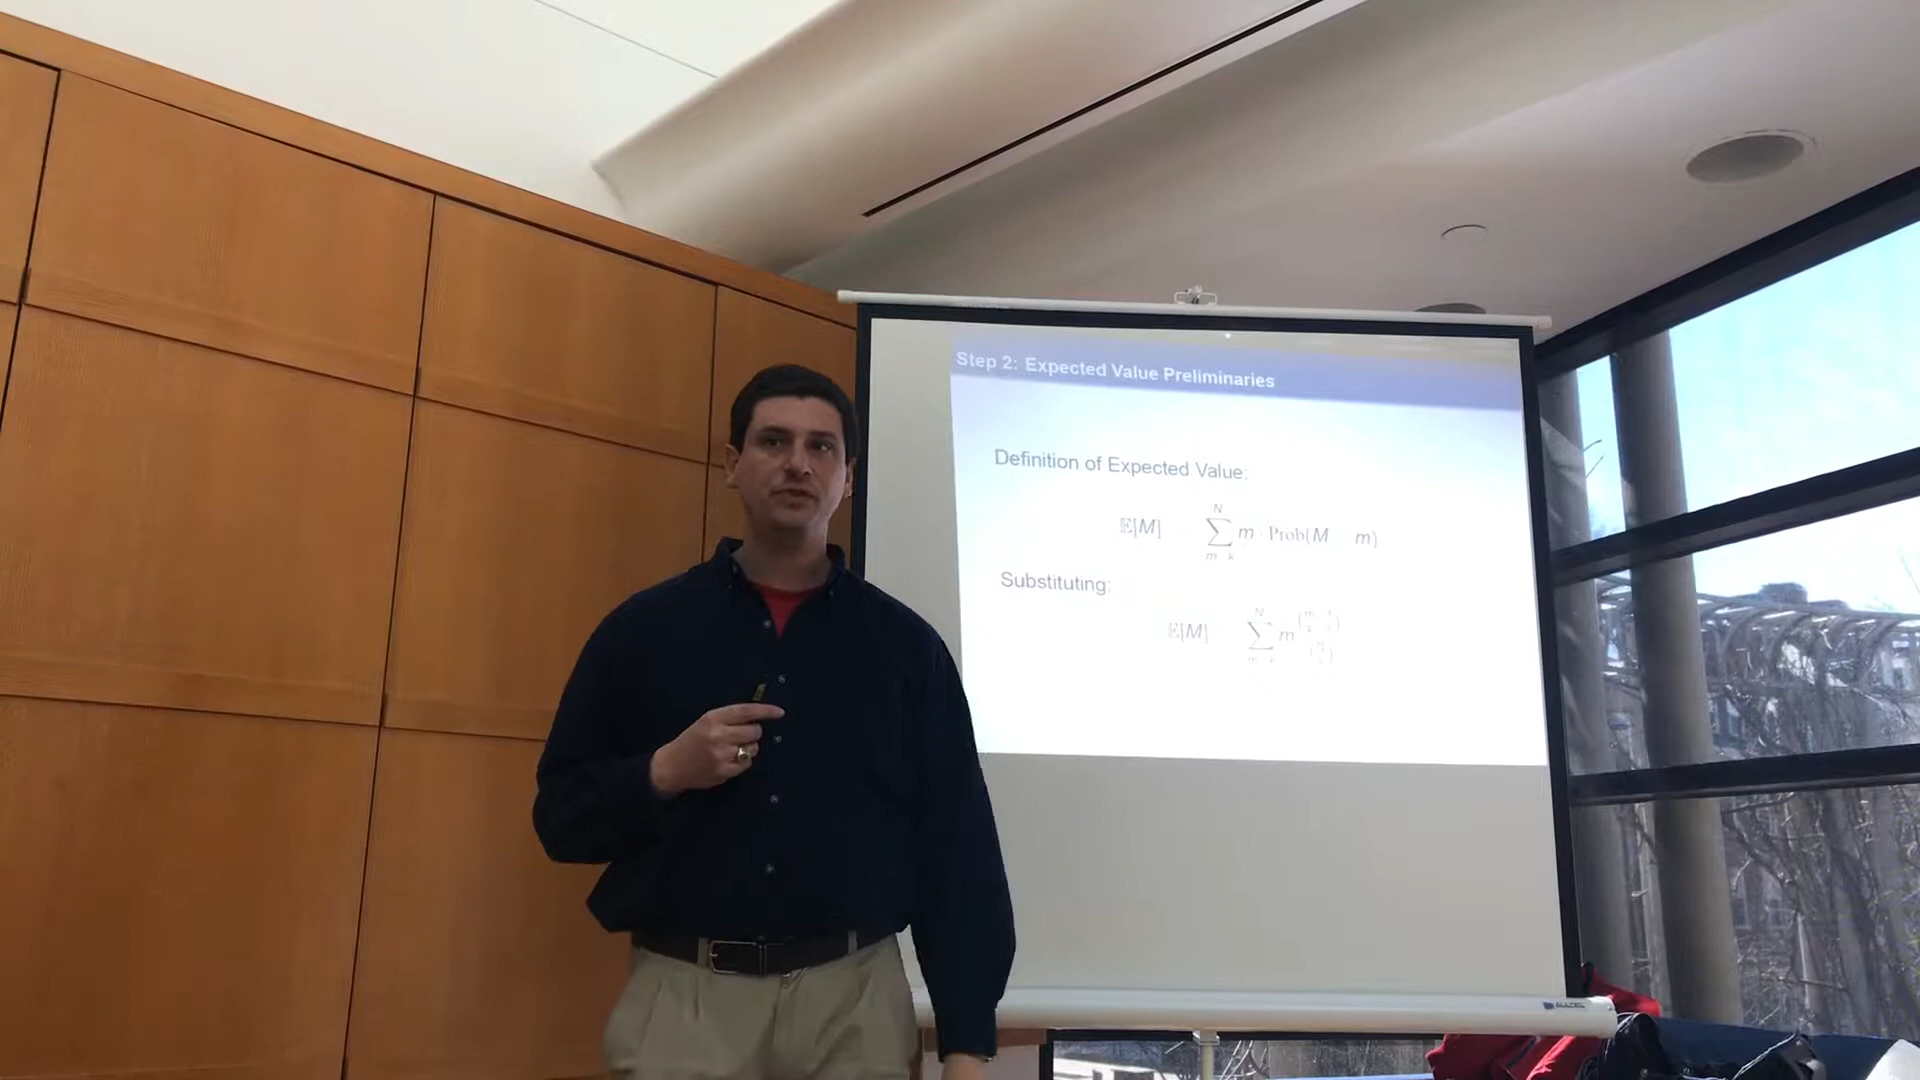 Step 2: Expected Value Preliminaries
Definition of Expected Value:
𝔼[M] = ∑_{m=k}^{N} m · Prob(M = m)
Substituting:
𝔼[M] ∑^{N} m